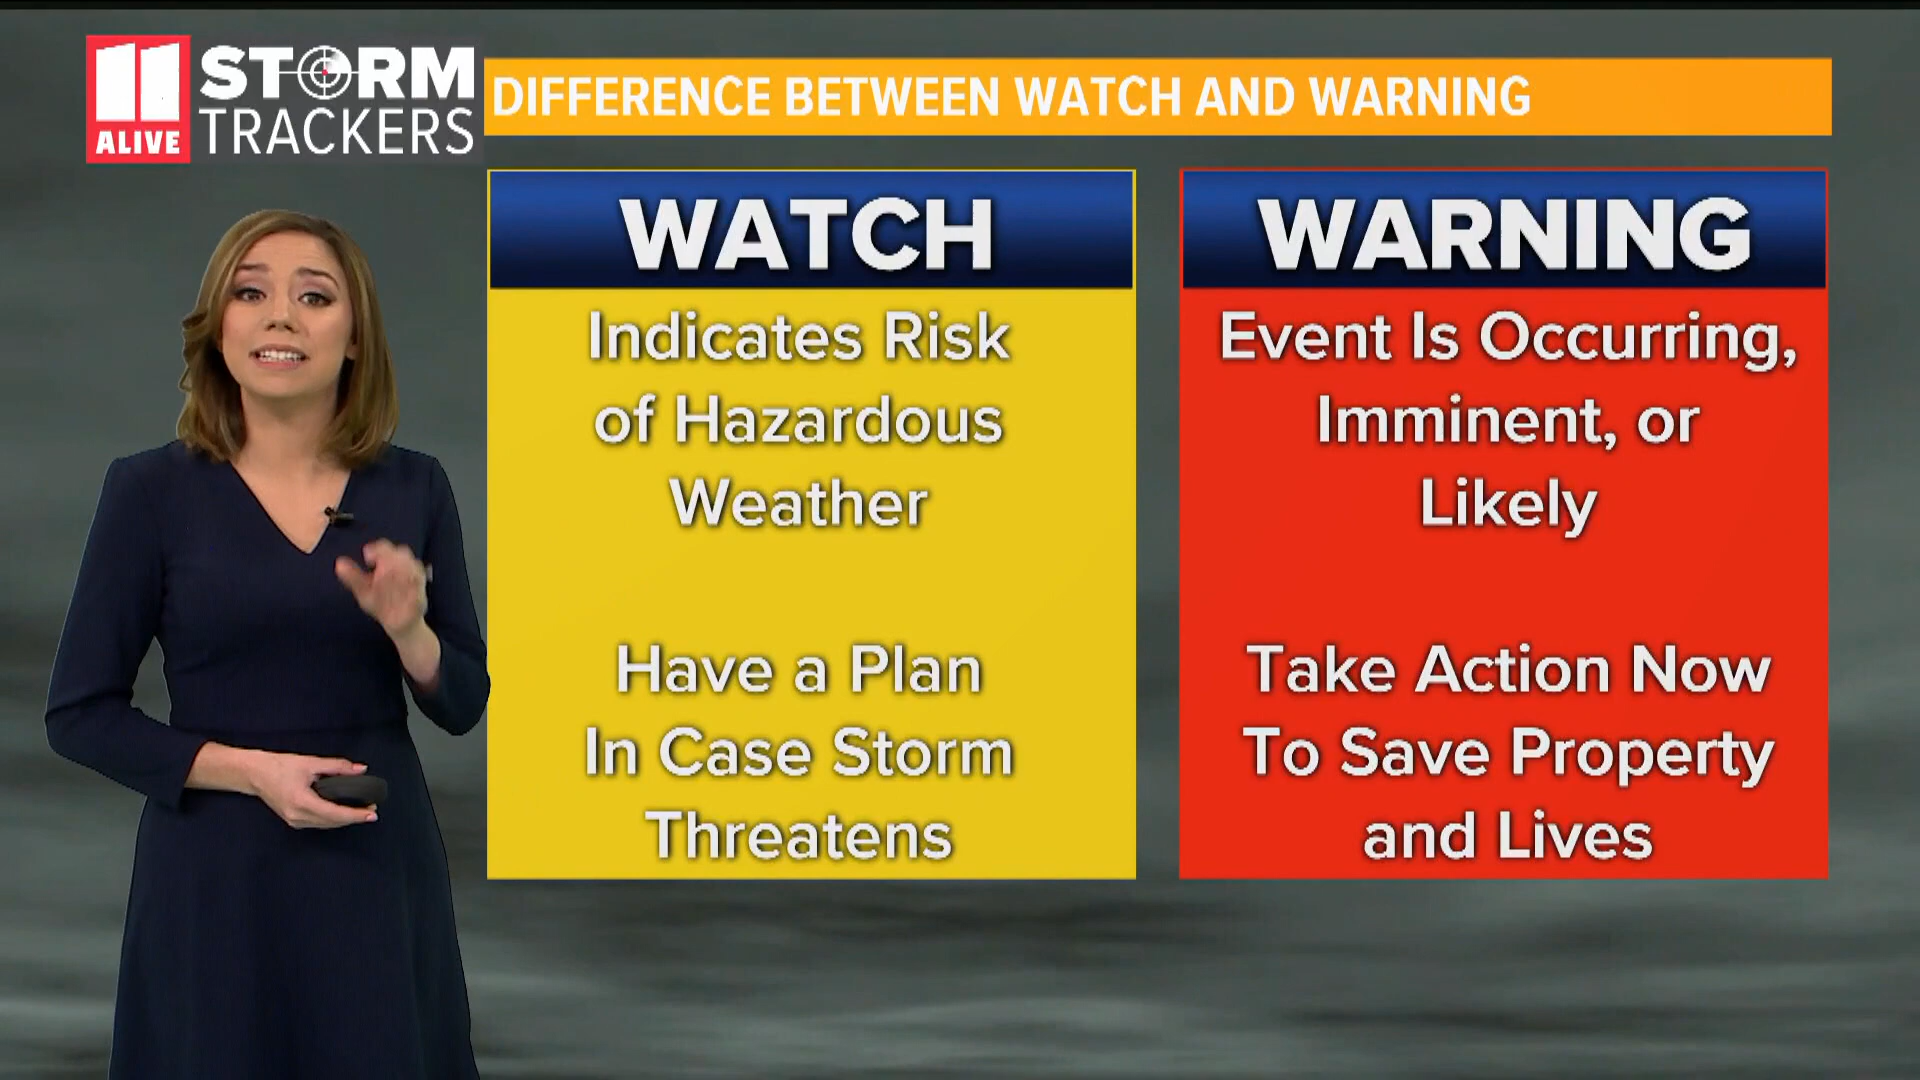 11 ALIVE
STORM
TRACKERS
DIFFERENCE BETWEEN WATCH AND WARNING
WATCH
Indicates Risk
of Hazardous
Weather
Have a Plan
In Case Storm
Threatens
WARNING
Event Is Occurring,
Imminent, or
Likely
Take Action Now
To Save Property
and Lives